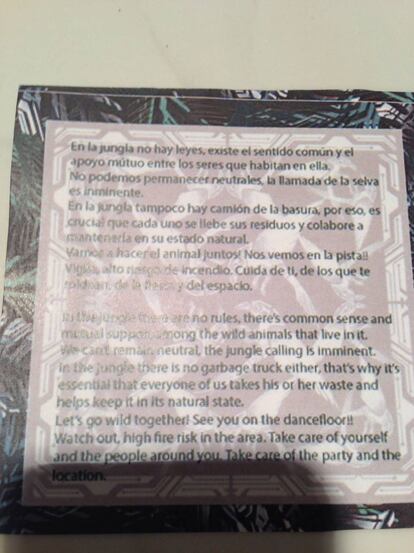 En la jungla no hay leyes, existe el sentido común y el
apoyo mútuo entre los seres que habitan en ella.
No podemos permanecer neutrales, la llamada de la selva
es inminente.
En la jungla tampoco hay camión de la basura, por eso, es
crucial que cada uno se llebe sus residuos y colabore a
mantenerla en su estado natural.
Vamos a hacer el animal juntos! Nos vemos en la pista!!
Vigila, alto riesgo de incendio. Cuida de ti, de los que te
rodean, de la fiesta y del espacio.
In the jungle there are no rules, there's common sense and
mutual support among the wild animals that live in it.
We can't remain neutral, the jungle calling is imminent.
In the jungle there is no garbage truck either, that's why it's
essential that everyone of us takes his or her waste and
helps keep it in its natural state.
Let's go wild together! See you on the dancefloor!!
Watch out, high fire risk in the area. Take care of yourself
and the people around you. Take care of the party and the
location.